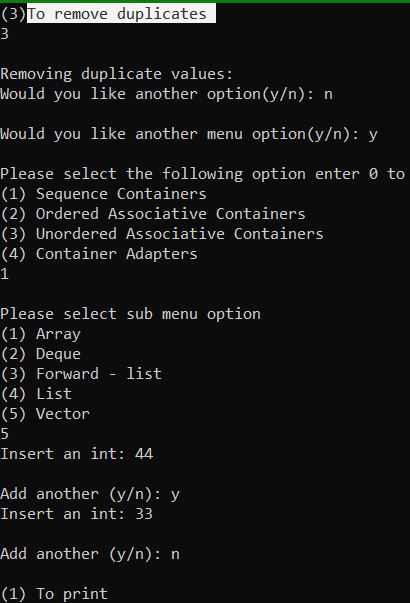 (3)To remove duplicates
3
Removing duplicate values:
Would you like another option(y/n): n
Would you like another menu option(y/n): y
Please select the following option enter 0 to
(1) Sequence Containers
(2) Ordered Associative Containers
(3) Unordered Associative Containers
(4) Container Adapters
1
Please select sub menu option
(1) Array
(2) Deque
(3) Forward - list
(4) List
(5) Vector
5
Insert an int: 44
Add another (y/n): y
Insert an int: 33
Add another (y/n): n
(1) To print